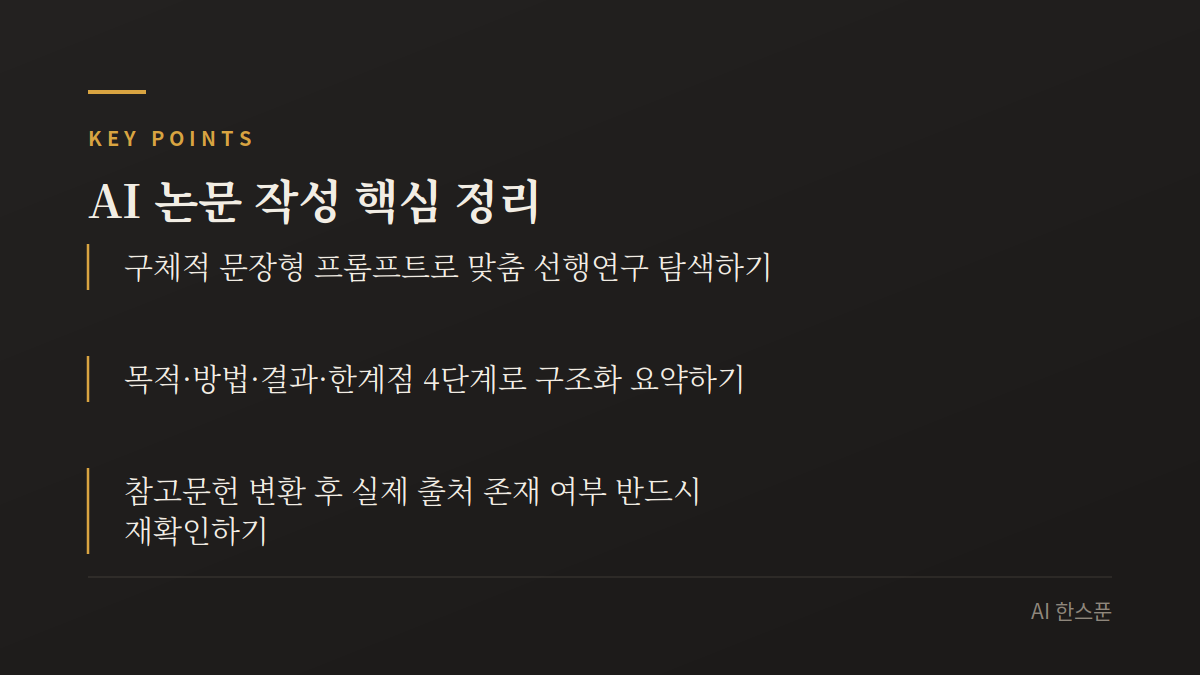 KEY POINTS
AI 논문 작성 핵심 정리
구체적 문장형 프롬프트로 맞춤 선행연구 탐색하기
목적·방법·결과·한계점 4단계로 구조화 요약하기
참고문헌 변환 후 실제 출처 존재 여부 반드시
재확인하기
AI 한스푼